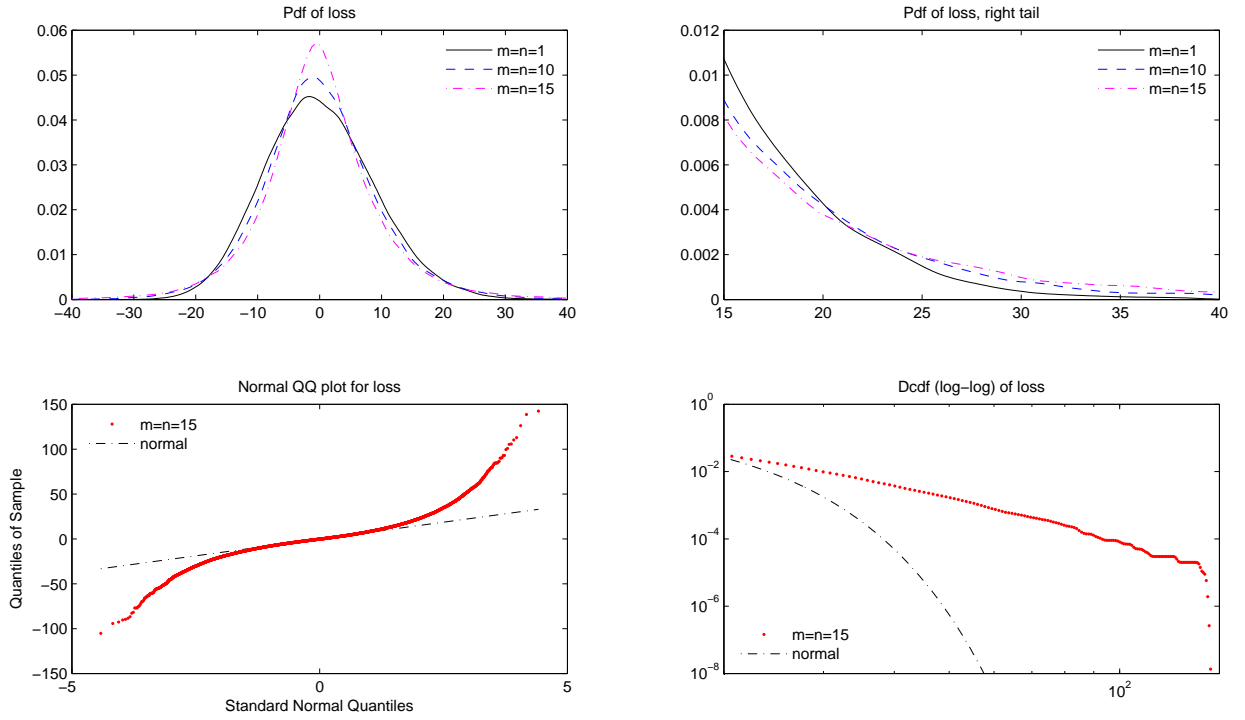 Pdf of loss
0.06
0.05
0.04
0.03
0.02
0.01
0
−40 −30 −20 −10 0 10 20 30 40
m=n=1
m=n=10
m=n=15
Pdf of loss, right tail
0.012
0.01
0.008
0.006
0.004
0.002
0
15 20 25 30 35 40
m=n=1
m=n=10
m=n=15
Normal QQ plot for loss
150
100
50
0
−50
−100
−150
−5 0 5
Quantiles of Sample
Standard Normal Quantiles
m=n=15
normal
Dcdf (log−log) of loss
10^0
10^−2
10^−4
10^−6
10^−8
10^2
m=n=15
normal